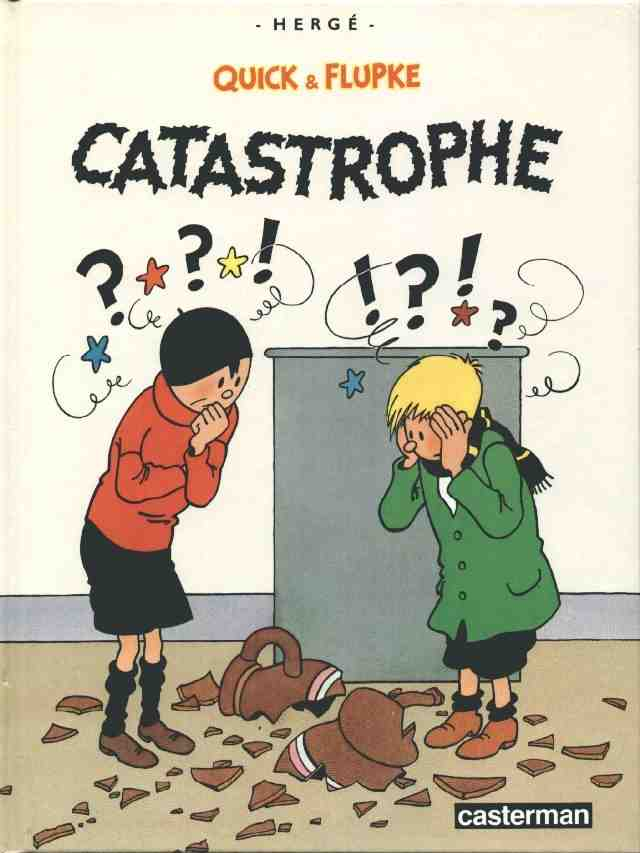 - HERGÉ -
QUICK & FLUPKE
CATASTROPHE
? ? !
! ? ! ?
casterman